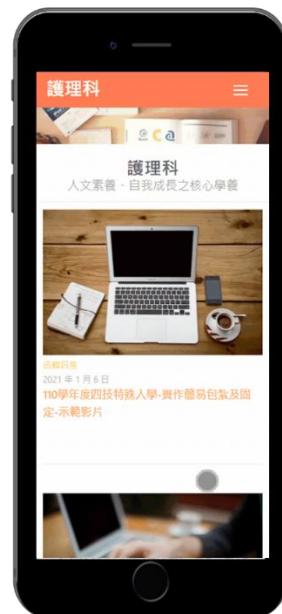 護理科
護理科
人文素養、自我成長之核心學養
2021 年 1 月 6 日
110學年度四技特殊入學-實作簡易包紮及固
定-示範影片